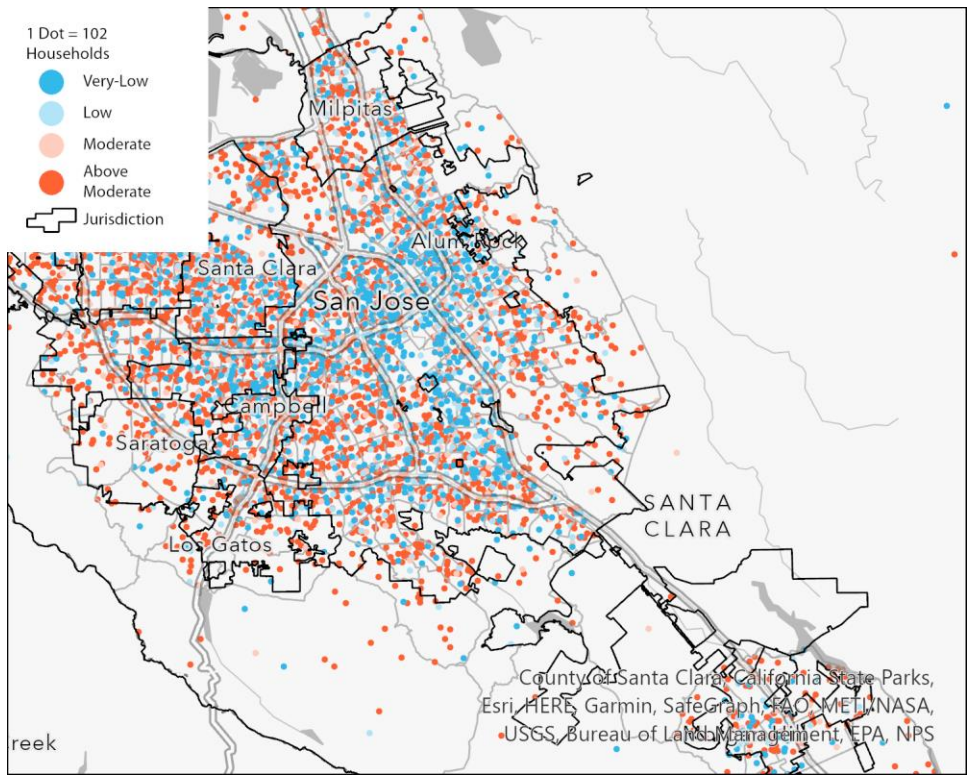 1 Dot = 102
Households
Very-Low
Low
Moderate
Above
Moderate
Jurisdiction
Milpitas
Alum Rock
Santa Clara
San Jose
Campbell
Saratoga
SANTA
CLARA
Los Gatos
County of Santa Clara, California State Parks,
Esri, HERE, Garmin, SafeGraph, FAO, METI/NASA,
USGS, Bureau of Land Management, EPA, NPS
reek